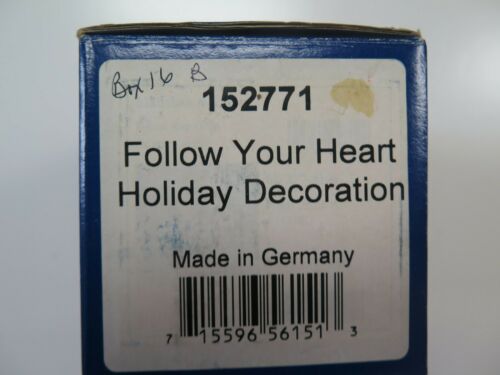 Box 16 B
152771
Follow Your Heart
Holiday Decoration
Made in Germany
7 15596 56151 3